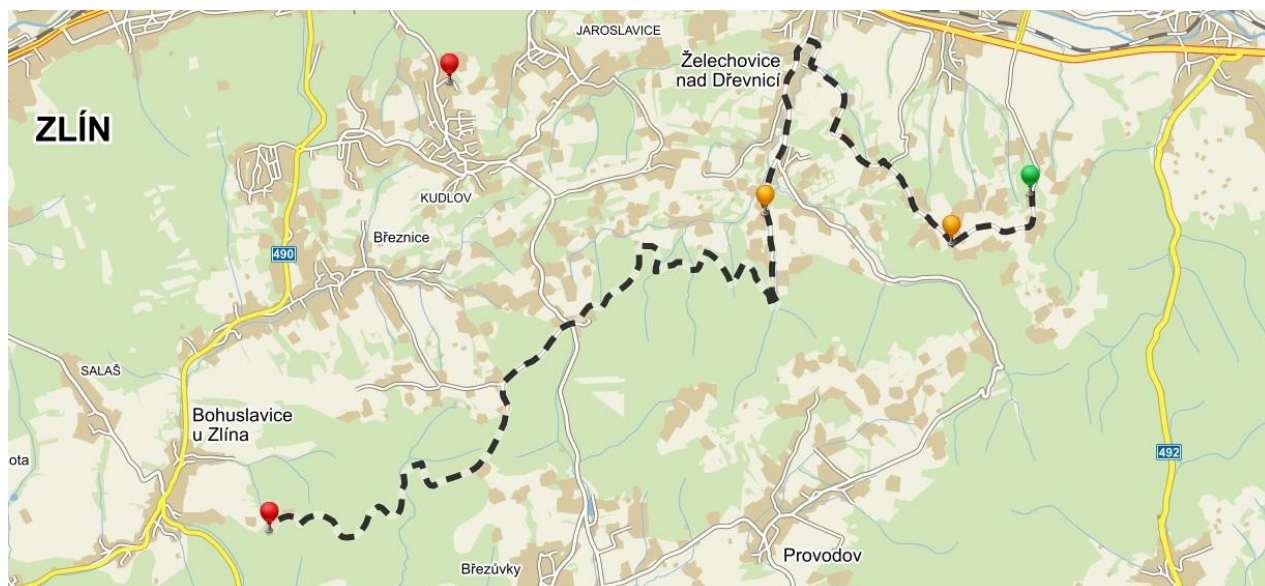 JAROSLAVICE
Želechovice
nad Dřevnicí
ZLÍN
KUDLOV
Březnice
490
SALAŠ
Bohuslavice
u Zlína
ota
492
Provodov
Březůvky